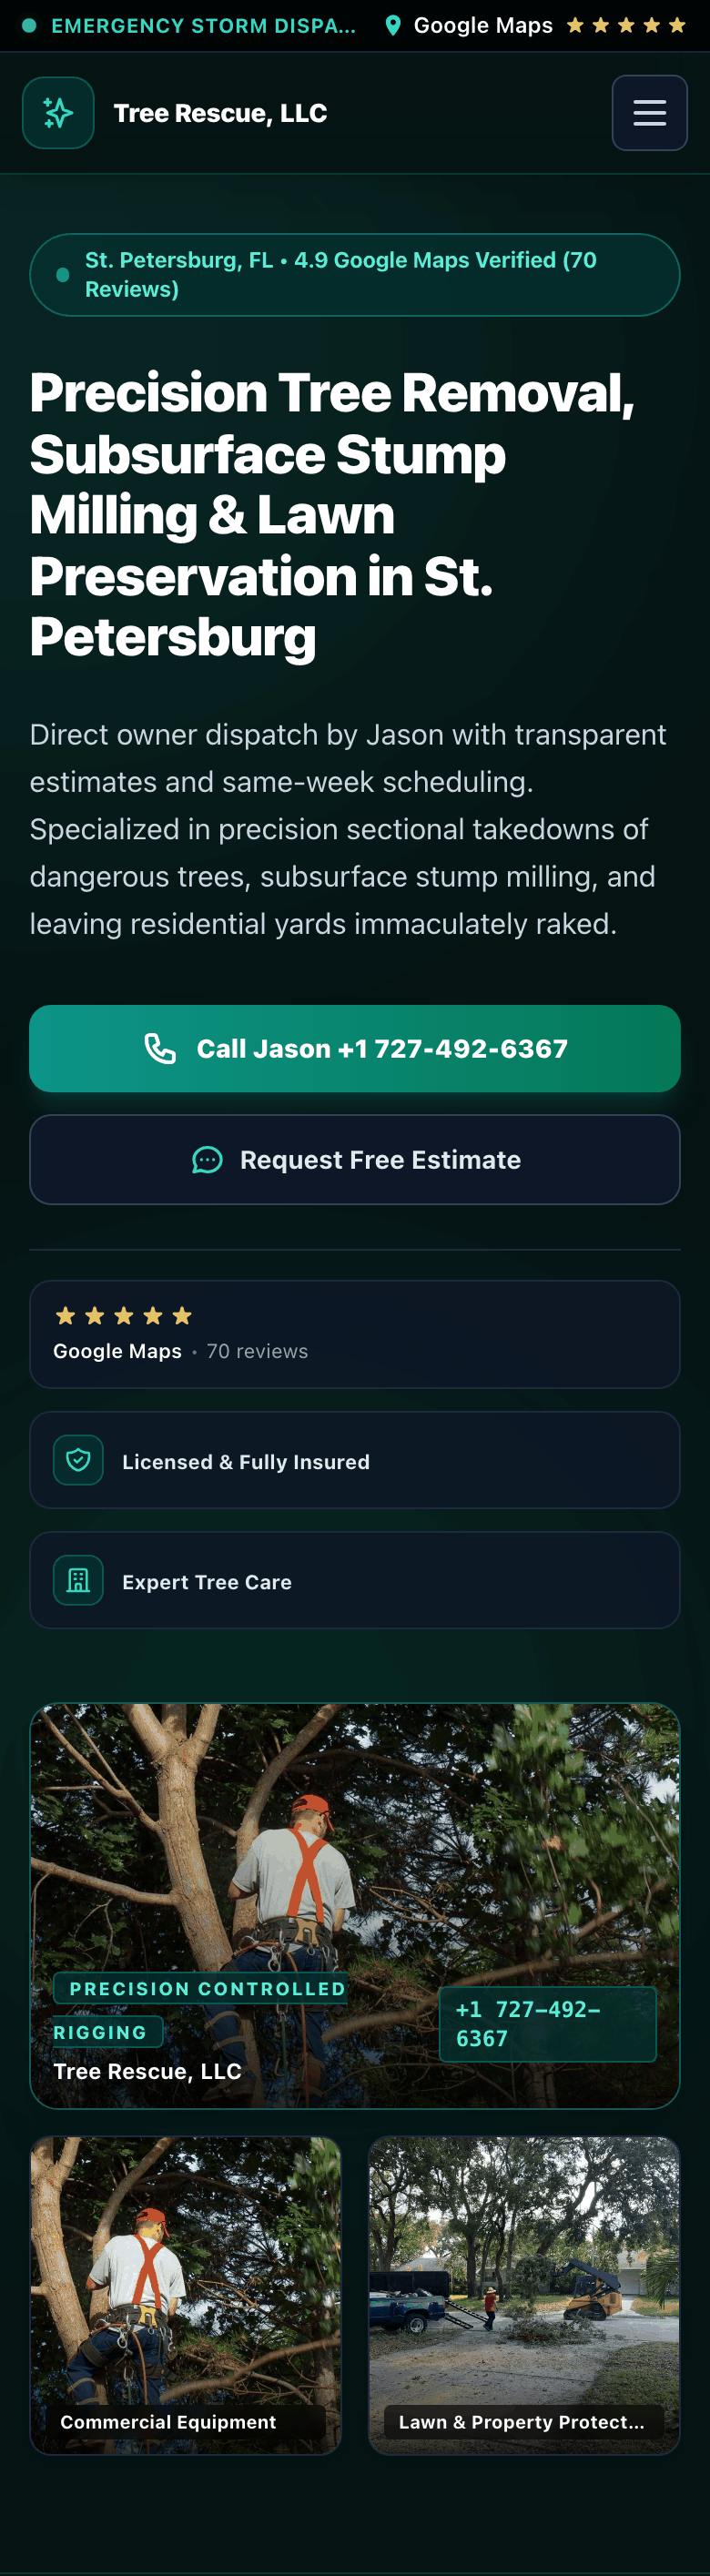 EMERGENCY STORM DISPA...
Google Maps
Tree Rescue, LLC
St. Petersburg, FL • 4.9 Google Maps Verified (70
Reviews)
Precision Tree Removal,
Subsurface Stump
Milling & Lawn
Preservation in St.
Petersburg
Direct owner dispatch by Jason with transparent
estimates and same-week scheduling.
Specialized in precision sectional takedowns of
dangerous trees, subsurface stump milling, and
leaving residential yards immaculately raked.
Call Jason +1 727-492-6367
Request Free Estimate
Google Maps • 70 reviews
Licensed & Fully Insured
Expert Tree Care
PRECISION CONTROLLED
RIGGING
Tree Rescue, LLC
+1 727-492-
6367
Commercial Equipment
Lawn & Property Protect...